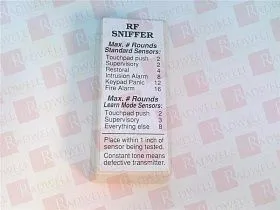 RF
SNIFFER
Max. # Rounds
Standard Sensors:
Touchpad push 2
Supervisory 2
Restoral 4
Intrusion Alarm 8
Keypad Panic 12
Fire Alarm 16
Max. # Rounds
Learn Mode Sensors:
Touchpad push 2
Supervisory 3
Everything else 8
Place within 1 inch of
sensor being tested.
Constant tone means
defective transmitter.